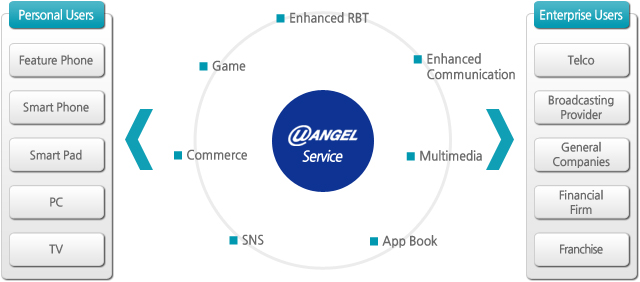 Personal Users
Feature Phone
Smart Phone
Smart Pad
PC
TV
Enhanced RBT
Game
Enhanced
Communication
Commerce
Multimedia
SNS
App Book
@UANGEL
Service
Enterprise Users
Telco
Broadcasting
Provider
General
Companies
Financial
Firm
Franchise